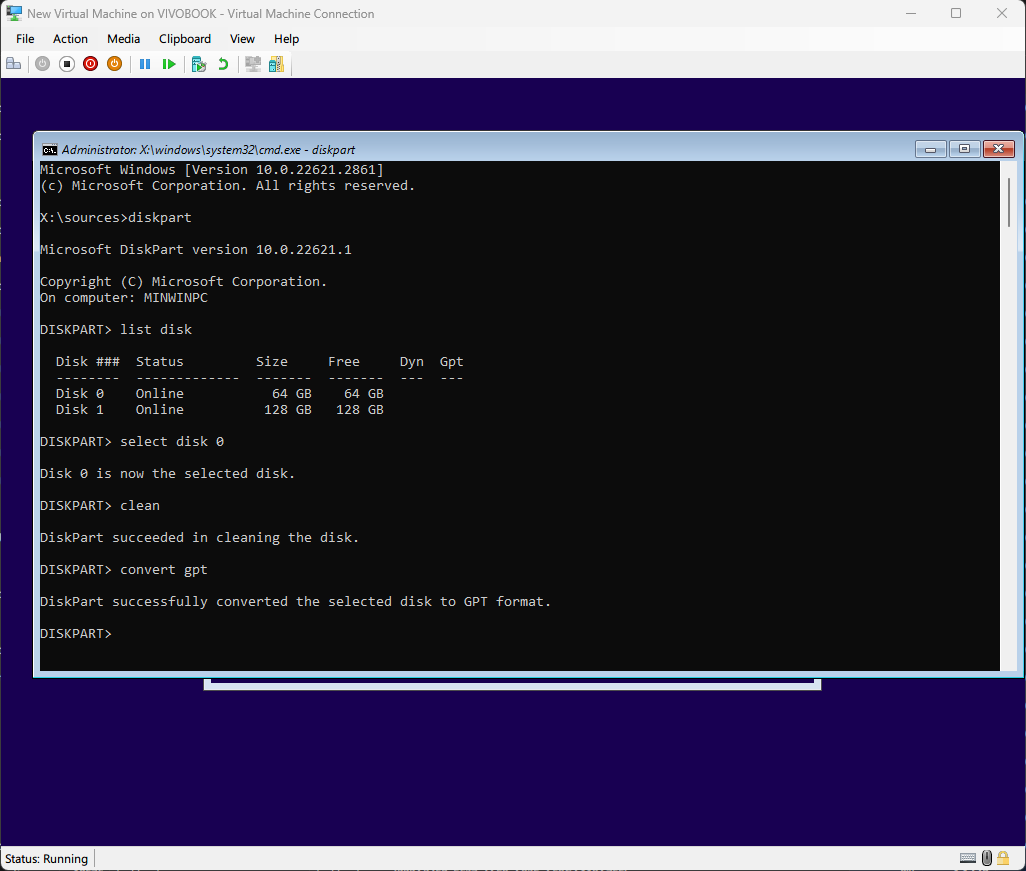 New Virtual Machine on VIVOBOOK - Virtual Machine Connection
File Action Media Clipboard View Help
Administrator: X:\windows\system32\cmd.exe - diskpart
Microsoft Windows [Version 10.0.22621.2861]
(c) Microsoft Corporation. All rights reserved.
X:\sources>diskpart
Microsoft DiskPart version 10.0.22621.1
Copyright (C) Microsoft Corporation.
On computer: MINWINPC
DISKPART> list disk
  Disk ###  Status         Size     Free     Dyn  Gpt
  --------  -------------  -------  -------  ---  ---
  Disk 0    Online           64 GB    64 GB
  Disk 1    Online          128 GB   128 GB
DISKPART> select disk 0
Disk 0 is now the selected disk.
DISKPART> clean
DiskPart succeeded in cleaning the disk.
DISKPART> convert gpt
DiskPart successfully converted the selected disk to GPT format.
DISKPART>
Status: Running